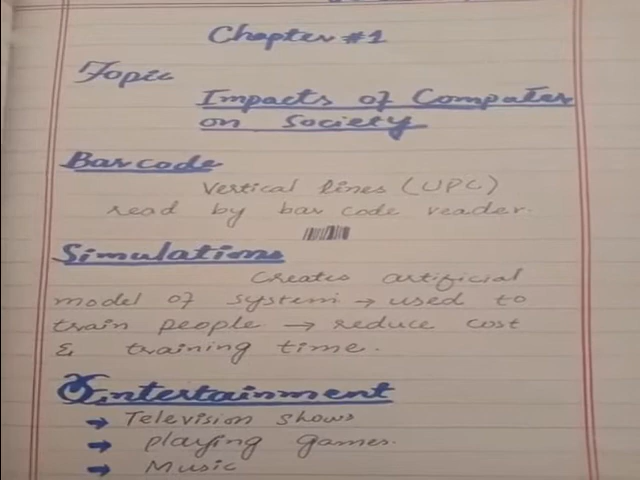 Chapter #1
Topic
Impacts of Computer
on Society
Barcode
Vertical lines (UPC)
read by bar code reader.
Simulations
Creates artificial
model of system → used to
train people → reduce cost
& training time.
Entertainment
→ Television shows
→ playing games.
→ Music